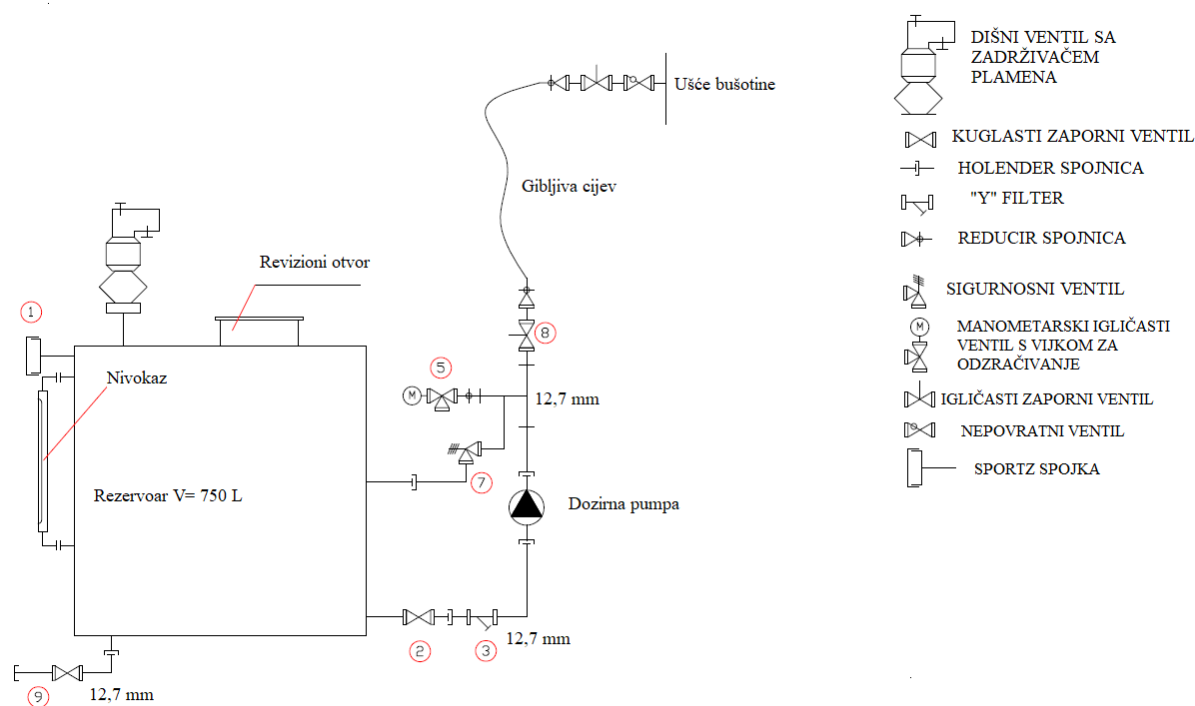 Ušće bušotine
Gibljiva cijev
Revizioni otvor
1
Nivokaz
8
5
M
12,7 mm
7
Rezervoar V= 750 L
Dozirna pumpa
2
3
12,7 mm
9
12,7 mm
DIŠNI VENTIL SA
ZADRŽIVAČEM
PLAMENA
KUGLASTI ZAPORNI VENTIL
HOLENDER SPOJNICA
"Y" FILTER
REDUCIR SPOJNICA
SIGURNOSNI VENTIL
M
MANOMETARSKI IGLIČASTI
VENTIL S VIJKOM ZA
ODZRAČIVANJE
IGLIČASTI ZAPORNI VENTIL
NEPOVRATNI VENTIL
SPORTZ SPOJKA